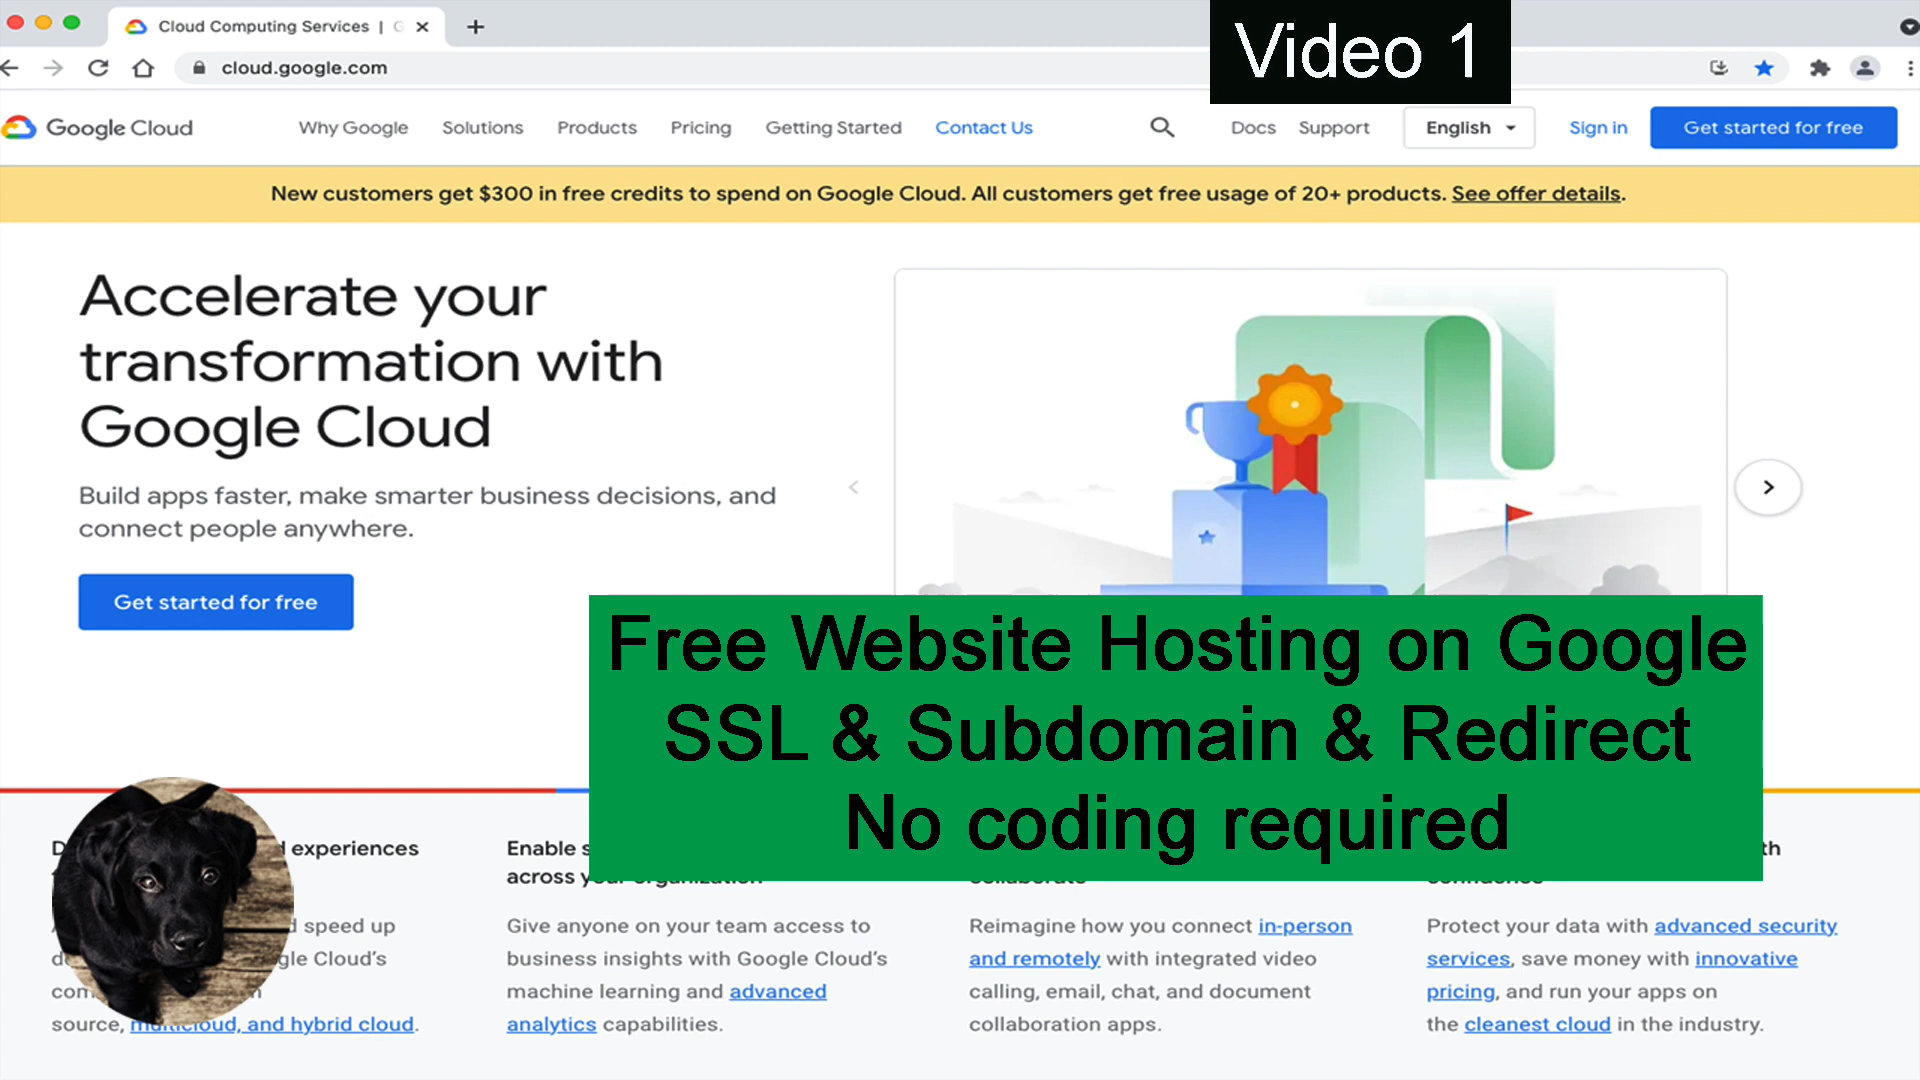 Cloud Computing Services | G
Video 1
cloud.google.com
Google Cloud
Why Google
Solutions
Products
Pricing
Getting Started
Contact Us
Docs
Support
English
Sign in
Get started for free
New customers get $300 in free credits to spend on Google Cloud. All customers get free usage of 20+ products. See offer details.
Accelerate your
transformation with
Google Cloud
Build apps faster, make smarter business decisions, and
connect people anywhere.
Get started for free
Free Website Hosting on Google
SSL & Subdomain & Redirect
No coding required
experiences
speed up
Cloud's
source, multicloud, and hybrid cloud.
Enable
across your organization
Give anyone on your team access to
business insights with Google Cloud's
machine learning and advanced
analytics capabilities.
collaborate
Reimagine how you connect in-person
and remotely with integrated video
calling, email, chat, and document
collaboration apps.
confidence
Protect your data with advanced security
services, save money with innovative
pricing, and run your apps on
the cleanest cloud in the industry.